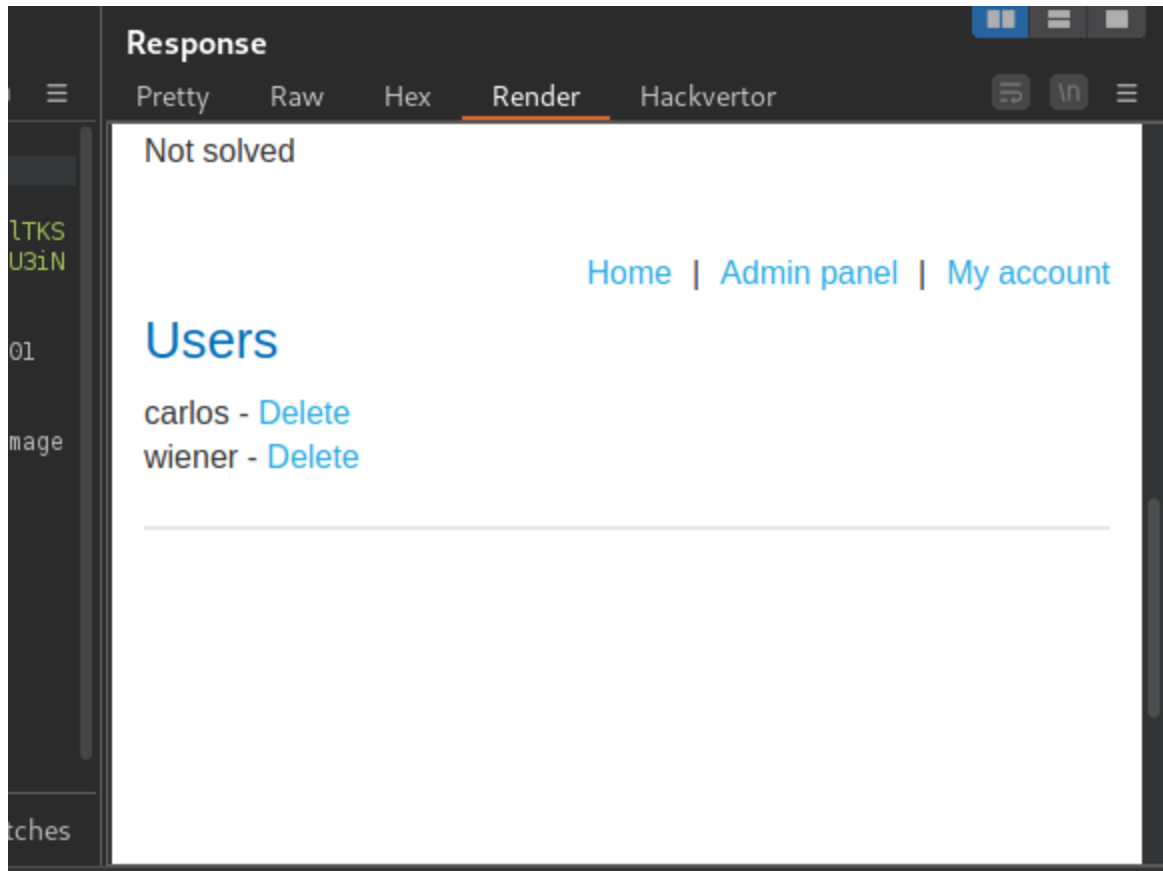 Response
Pretty Raw Hex Render Hackvertor \n
Not solved
lTKS
U3iN
Home | Admin panel | My account
Users
0l
carlos - Delete
mage
wiener - Delete
tches